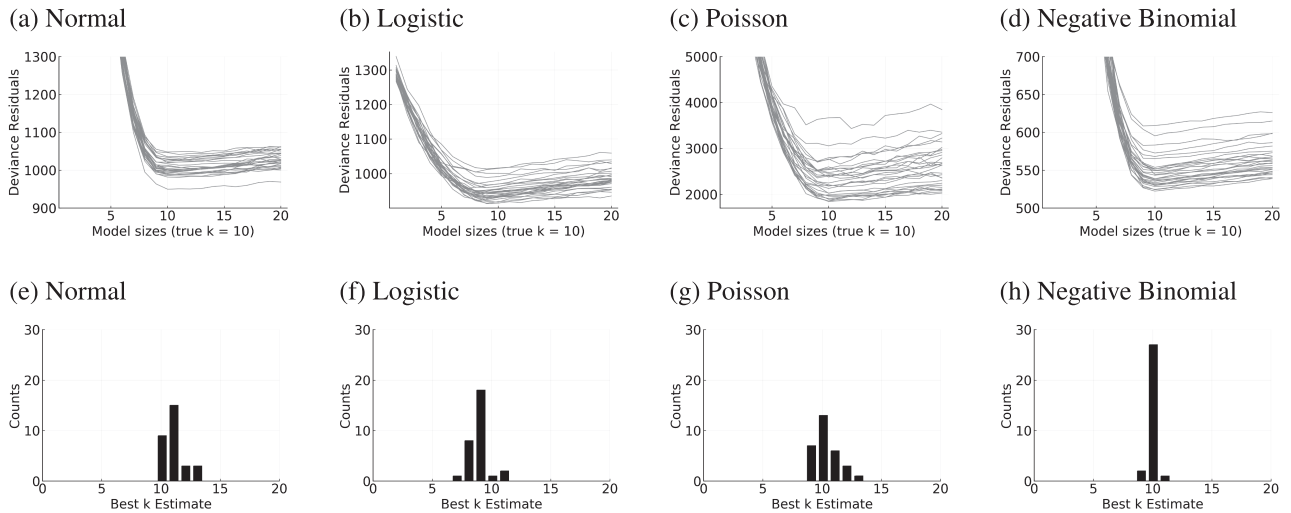 (a) Normal
(b) Logistic
(c) Poisson
(d) Negative Binomial
1300
1200
1100
1000
900
Deviance Residuals
5 10 15 20
Model sizes (true k = 10)
1300
1200
1100
1000
Deviance Residuals
5 10 15 20
Model sizes (true k = 10)
5000
4000
3000
2000
Deviance Residuals
5 10 15 20
Model sizes (true k = 10)
700
650
600
550
500
Deviance Residuals
5 10 15 20
Model sizes (true k = 10)
(e) Normal
(f) Logistic
(g) Poisson
(h) Negative Binomial
30
20
10
0
Counts
0 5 10 15 20
Best k Estimate
30
20
10
0
Counts
0 5 10 15 20
Best k Estimate
30
20
10
0
Counts
0 5 10 15 20
Best k Estimate
30
20
10
0
Counts
0 5 10 15 20
Best k Estimate